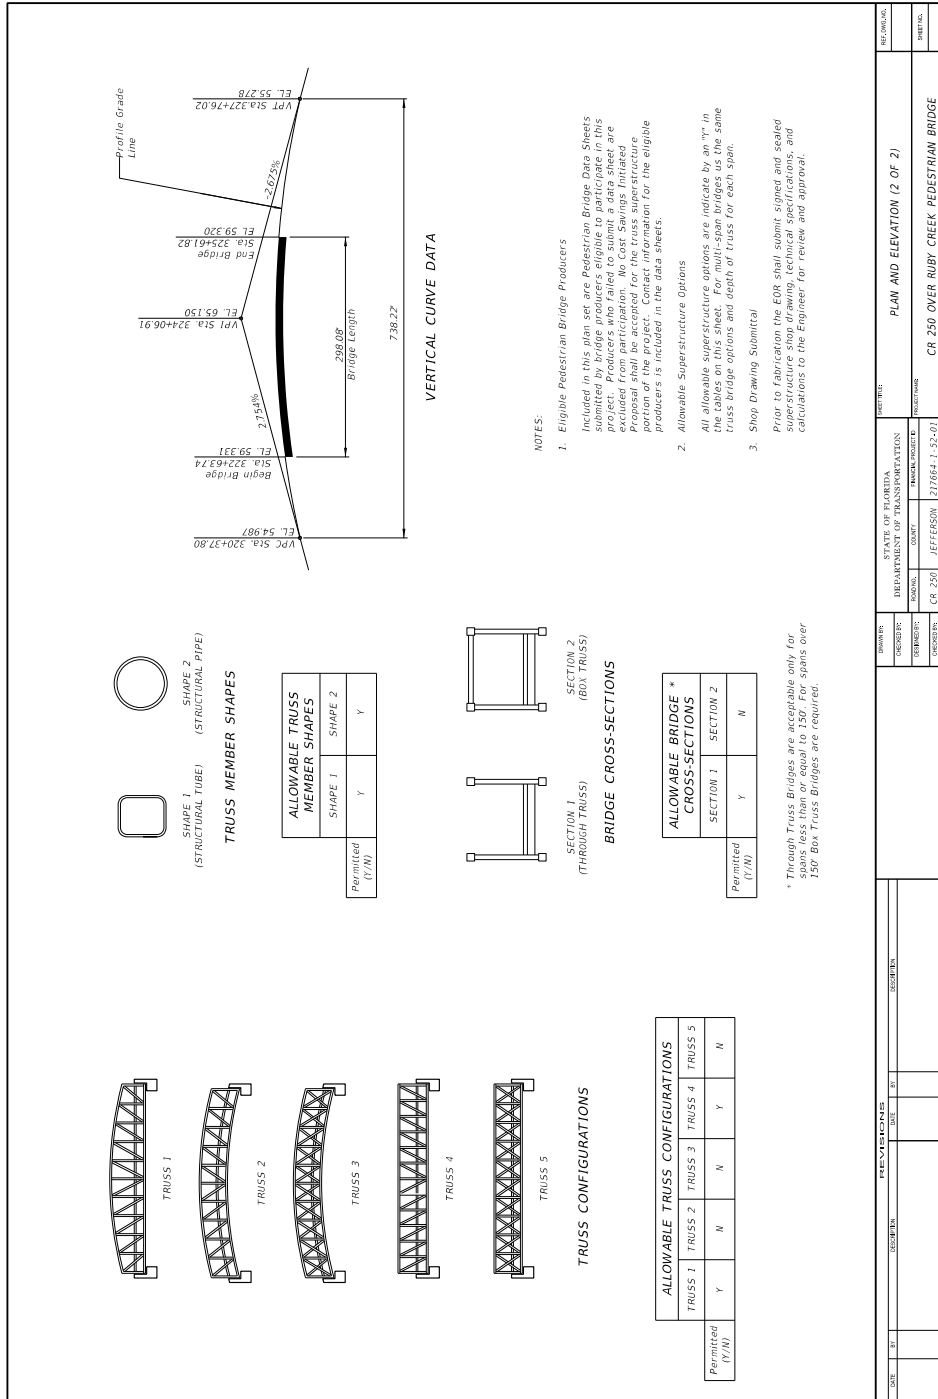 TRUSS 1
TRUSS 2
TRUSS 3
TRUSS 4
TRUSS 5
TRUSS CONFIGURATIONS
ALLOWABLE TRUSS CONFIGURATIONS
TRUSS 1 TRUSS 2 TRUSS 3 TRUSS 4 TRUSS 5
Permitted
(Y/N)
Y N N Y N
SHAPE 1
(STRUCTURAL TUBE)
SHAPE 2
(STRUCTURAL PIPE)
TRUSS MEMBER SHAPES
ALLOWABLE TRUSS
MEMBER SHAPES
SHAPE 1 SHAPE 2
Permitted
(Y/N)
Y Y
SECTION 1
(THROUGH TRUSS)
SECTION 2
(BOX TRUSS)
BRIDGE CROSS-SECTIONS
ALLOWABLE BRIDGE *
CROSS-SECTIONS
SECTION 1 SECTION 2
Permitted
(Y/N)
Y N
* Through Truss Bridges are acceptable only for
spans less than or equal to 150'. For spans over
150' Box Truss Bridges are required.
Profile Grade
Line
VPC Sta. 320+37.80
EL. 54.987
Begin Bridge
Sta. 322+63.74
EL. 59.331
VPI Sta. 324+06.91
EL. 65.150
End Bridge
Sta. 325+61.82
EL. 59.320
VPT Sta.327+76.02
EL. 55.278
2.754%
-2.675%
298.08'
Bridge Length
738.22'
VERTICAL CURVE DATA
NOTES:
1. Eligible Pedestrian Bridge Producers
Included in this plan set are Pedestrian Bridge Data Sheets
submitted by bridge producers eligible to participate in this
project. Producers who failed to submit a data sheet are
excluded from participation. No Cost Savings Initiated
Proposal shall be accepted for the truss superstructure
portion of the project. Contact information for the eligible
producers is included in the data sheets.
2. Allowable Superstructure Options
All allowable superstructure options are indicate by an "Y" in
the tables on this sheet. For multi-span bridges us the same
truss bridge options and depth of truss for each span.
3. Shop Drawing Submittal
Prior to fabrication the EOR shall submit signed and sealed
superstructure shop drawing, technical specifications, and
calculations to the Engineer for review and approval.
REVISIONS
DATE BY DESCRIPTION DATE BY DESCRIPTION
DRAWN BY:
CHECKED BY:
DESIGNED BY:
CHECKED BY:
STATE OF FLORIDA
DEPARTMENT OF TRANSPORTATION
ROAD NO. COUNTY FINANCIAL PROJECT ID
CR 250 JEFFERSON 217664-1-52-01
SHEET TITLE:
PLAN AND ELEVATION (2 OF 2)
PROJECT NAME:
CR 250 OVER RUBY CREEK PEDESTRIAN BRIDGE
REF. DWG. NO.
SHEET NO.